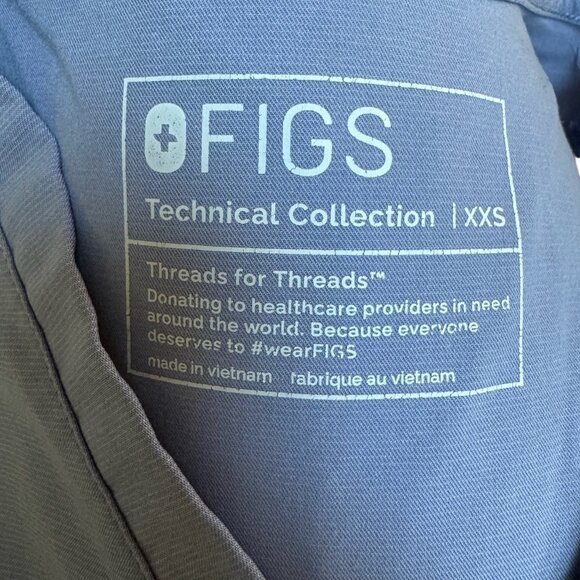 FIGS
Technical Collection | XXS
Threads for Threads™
Donating to healthcare providers in need
around the world. Because everyone
deserves to #wearFIGS
made in vietnam fabrique au vietnam